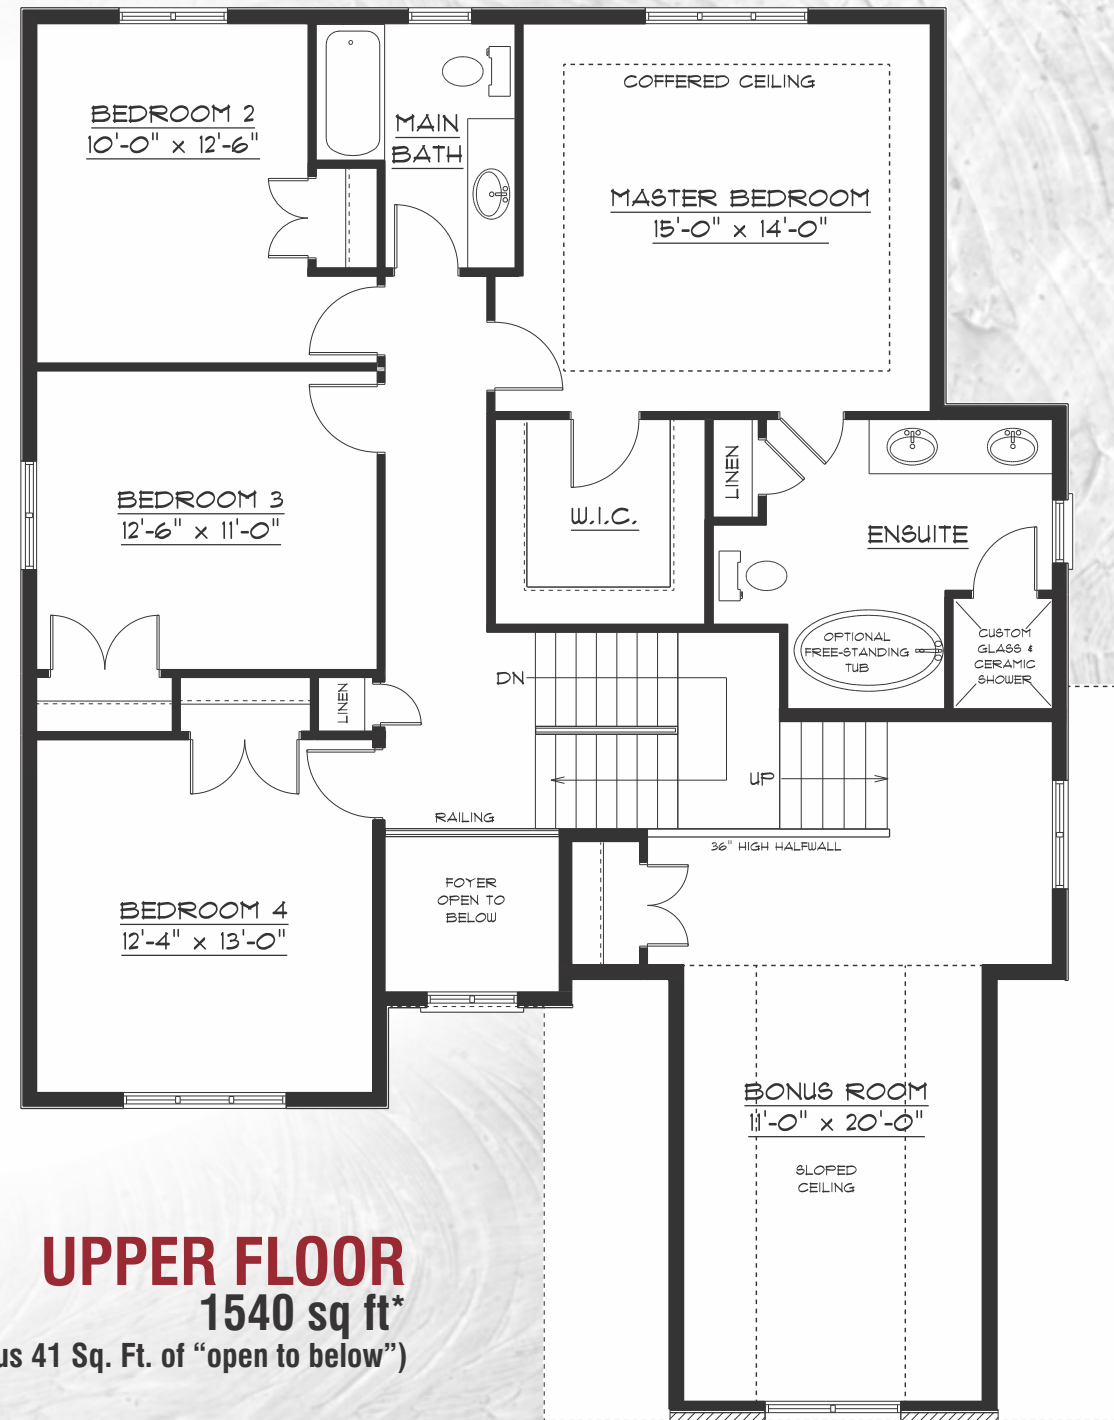 BEDROOM 2
10'-0" x 12'-6"
MAIN
BATH
COFFERED CEILING
MASTER BEDROOM
15'-0" x 14'-0"
BEDROOM 3
12'-6" x 11'-0"
W.I.C.
LINEN
ENSUITE
OPTIONAL
FREE-STANDING
TUB
CUSTOM
GLASS &
CERAMIC
SHOWER
LINEN
DN
UP
RAILING
36" HIGH HALFWALL
FOYER
OPEN TO
BELOW
BEDROOM 4
12'-4" x 13'-0"
BONUS ROOM
11'-0" x 20'-0"
SLOPED
CEILING
UPPER FLOOR
1540 sq ft*
41 Sq. Ft. of “open to below”)